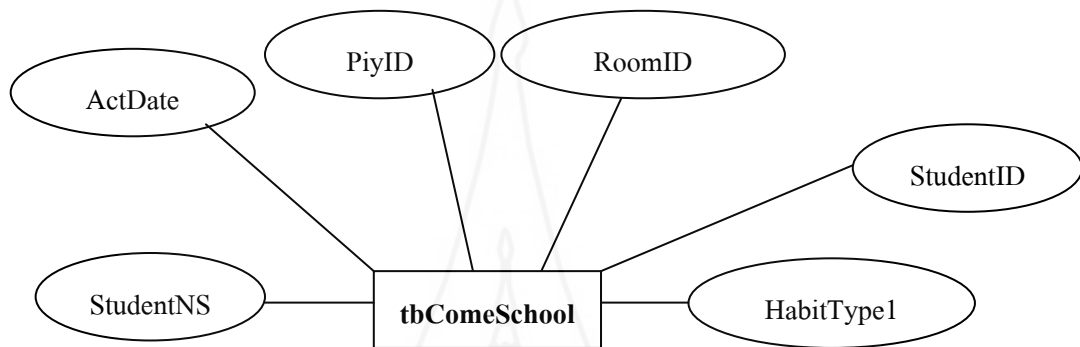 PiyID
RoomID
ActDate
StudentID
StudentNS
tbComeSchool
HabitType1